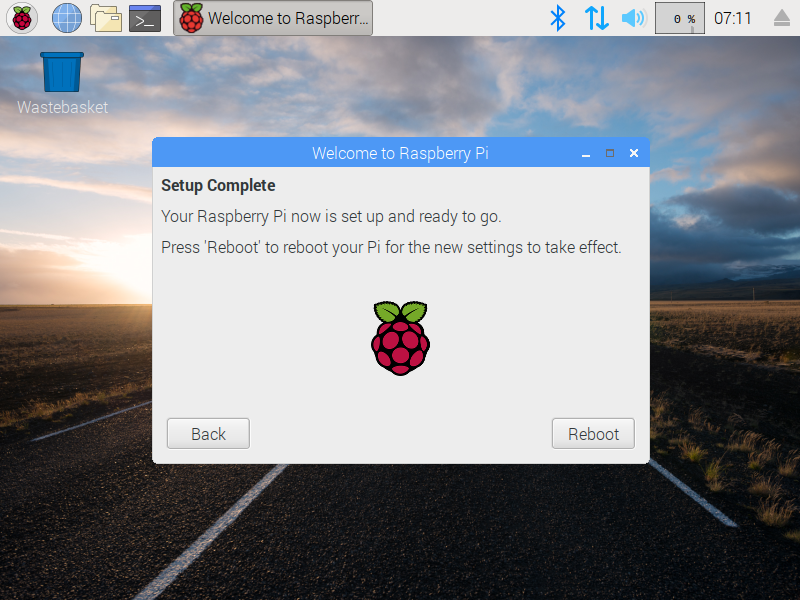 Welcome to Raspberr...
0 %
07:11
Wastebasket
Welcome to Raspberry Pi
Setup Complete
Your Raspberry Pi now is set up and ready to go.
Press 'Reboot' to reboot your Pi for the new settings to take effect.
Back
Reboot